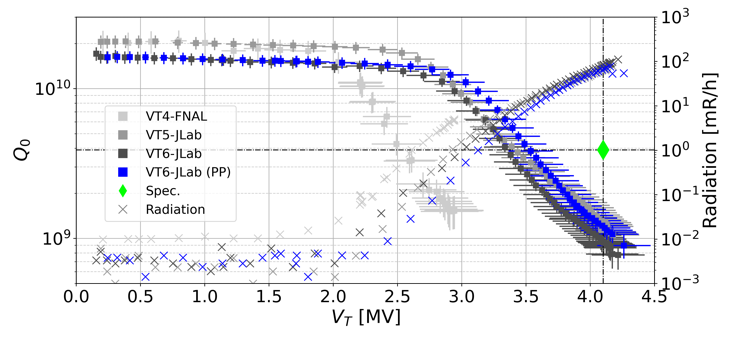 10^3
10^2
10^1
10^0
10^-1
10^-2
10^-3
Radiation [mR/h]
10^10
10^9
Q_0
VT4-FNAL
VT5-JLab
VT6-JLab
VT6-JLab (PP)
Spec.
Radiation
0.0 0.5 1.0 1.5 2.0 2.5 3.0 3.5 4.0 4.5
V_T [MV]